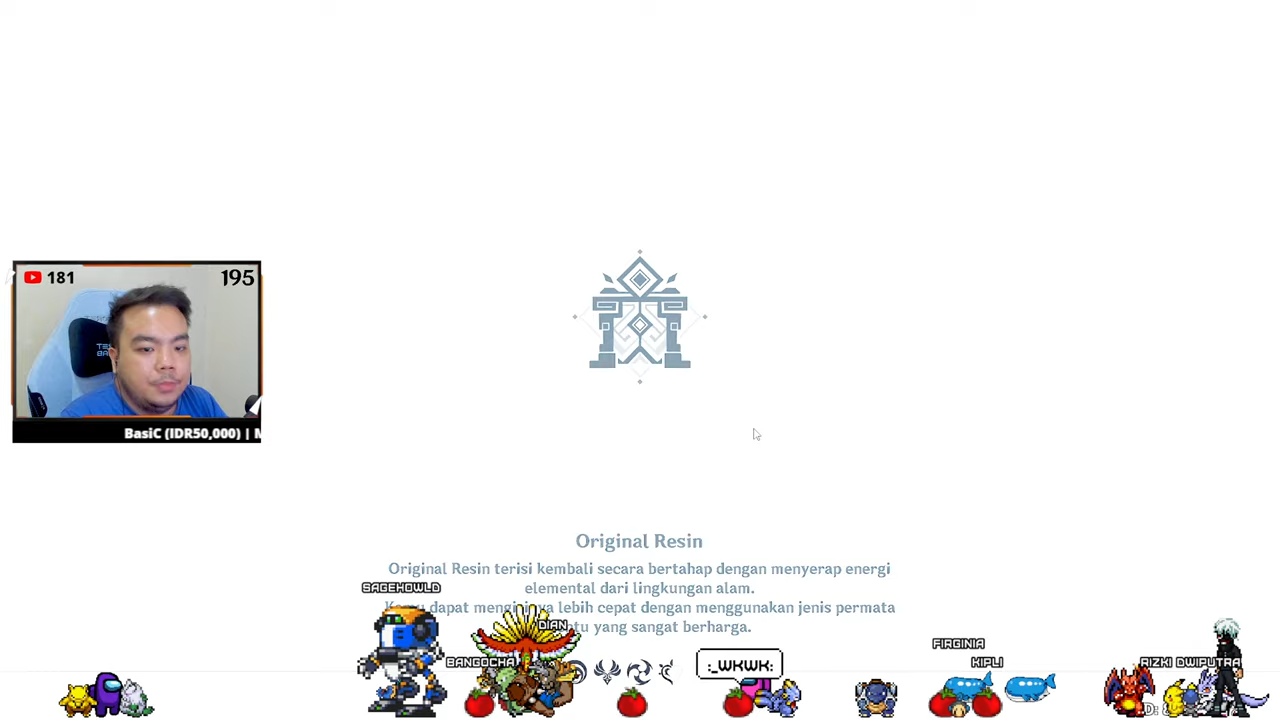 181
195
BasiC (IDR50,000) |
Original Resin
Original Resin terisi kembali secara bertahap dengan menyerap energi
elemental dari lingkungan alam.
dapat lebih cepat dengan menggunakan jenis permata
yang sangat berharga.
SAGEHOWLD
DIAN
BANGOCHA
:_WKWK:
FIRGINIA
KIPLI
RIZKI DWIPUTRA